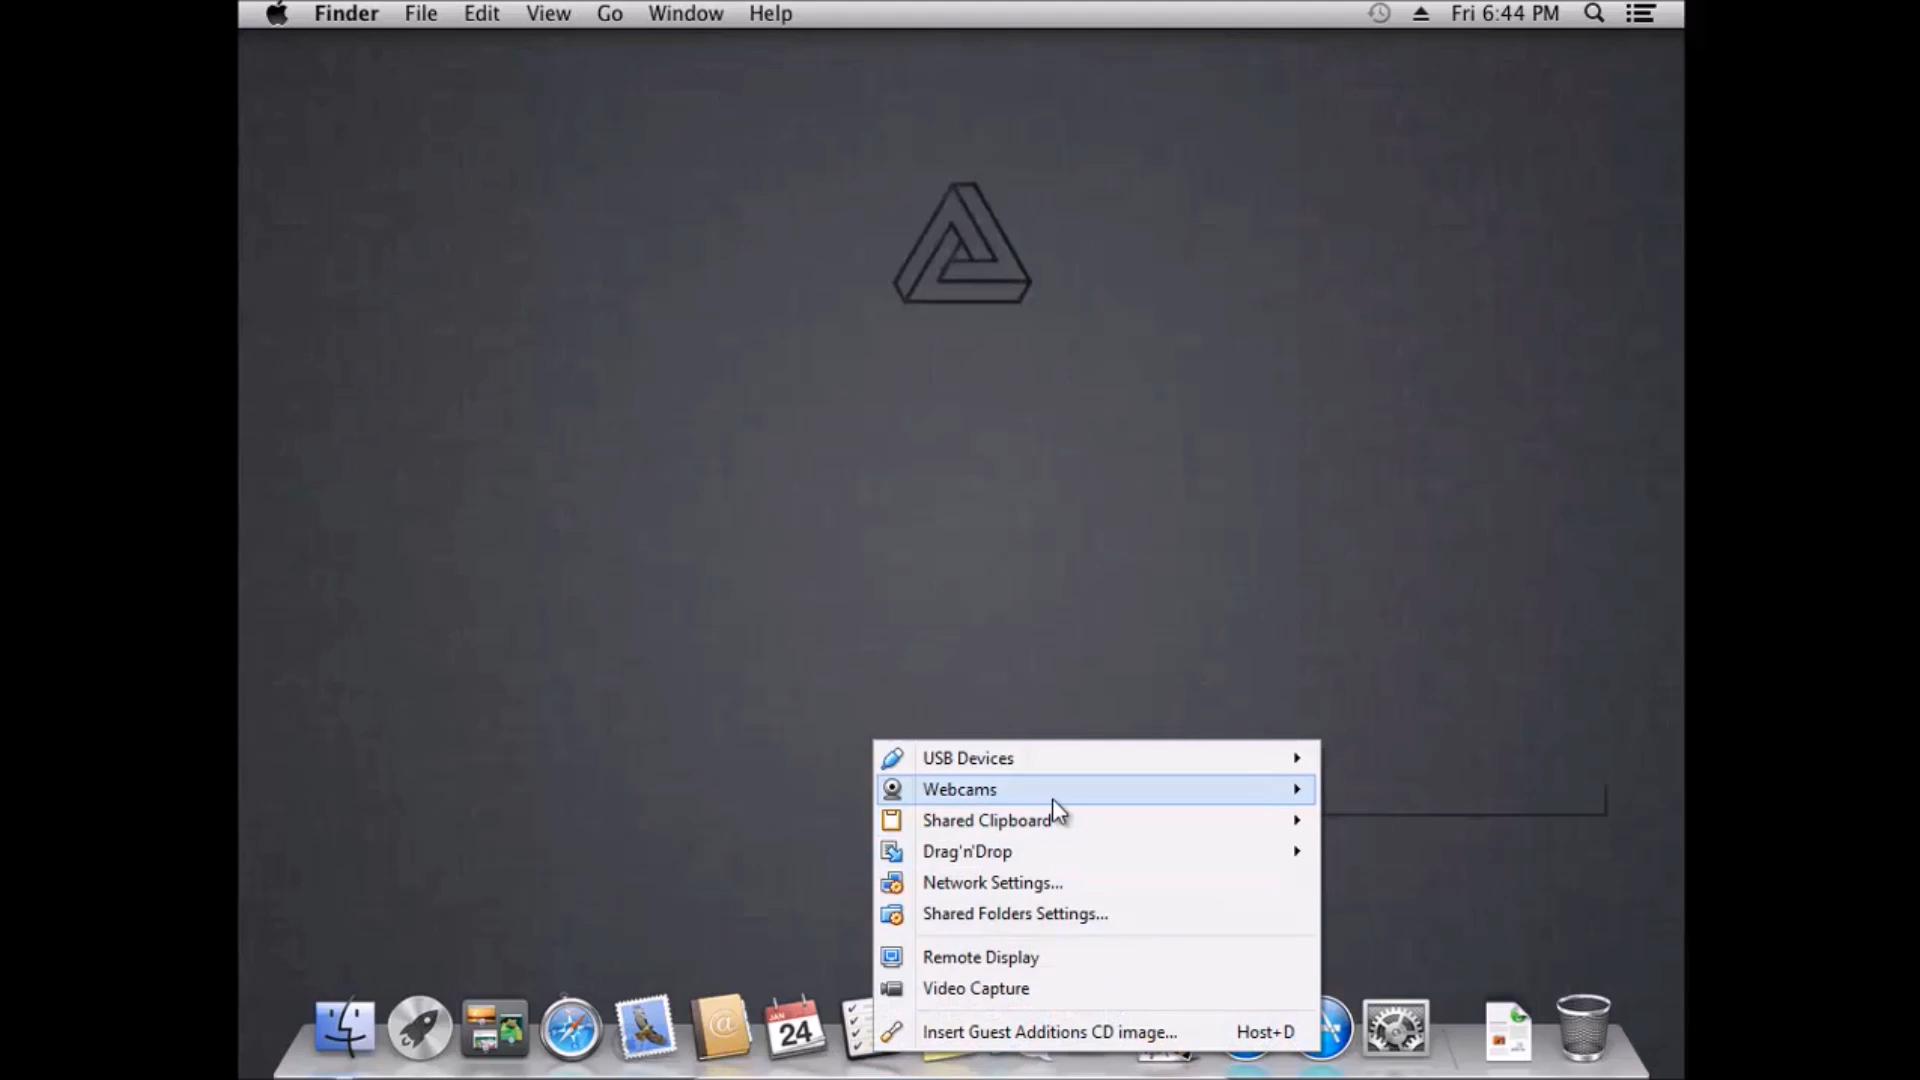 Finder File Edit View Go Window Help Fri 6:44 PM
USB Devices
Webcams
Shared Clipboard
Drag'n'Drop
Network Settings...
Shared Folders Settings...
Remote Display
Video Capture
Insert Guest Additions CD image... Host+D
@
JAN
24